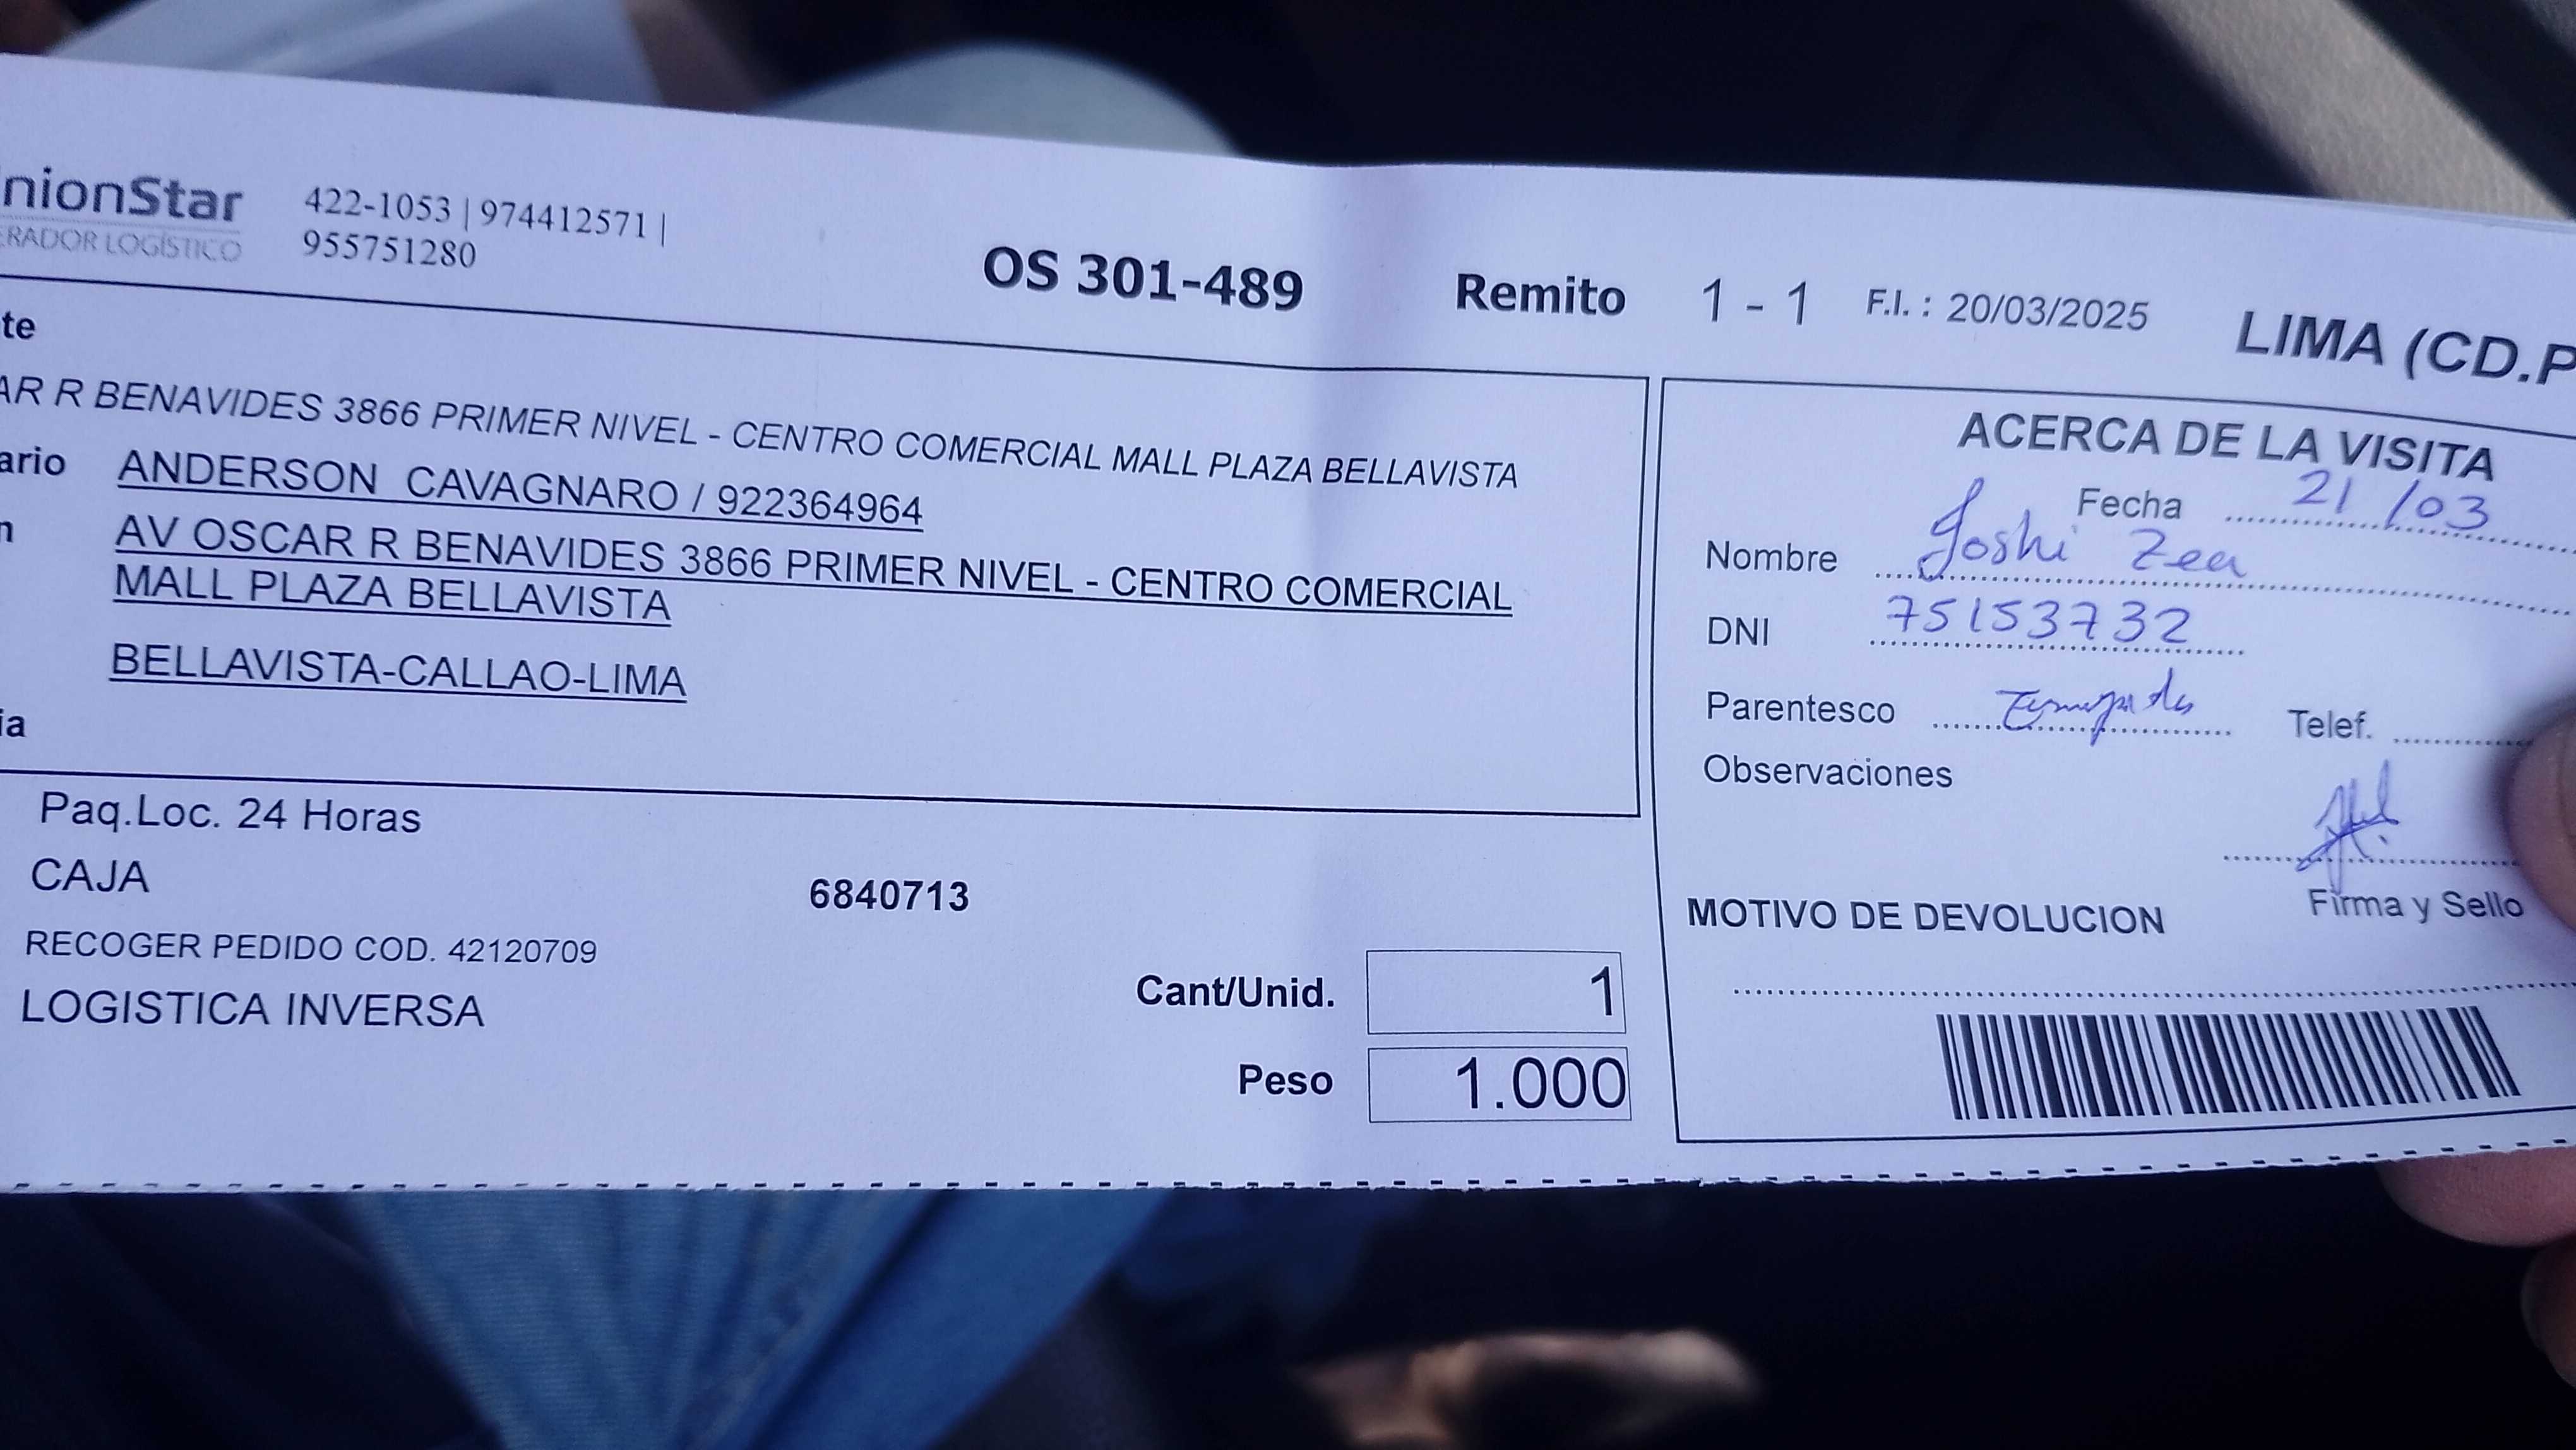 nionStar
ERADOR LOGÍSTICO
422-1053 | 974412571 |
955751280
OS 301-489
Remito 1 - 1
F.I. : 20/03/2025
LIMA (CD.P
te
AR R BENAVIDES 3866 PRIMER NIVEL - CENTRO COMERCIAL MALL PLAZA BELLAVISTA
ario ANDERSON CAVAGNARO / 922364964
n AV OSCAR R BENAVIDES 3866 PRIMER NIVEL - CENTRO COMERCIAL
MALL PLAZA BELLAVISTA
BELLAVISTA-CALLAO-LIMA
ia
Paq.Loc. 24 Horas
CAJA
6840713
RECOGER PEDIDO COD. 42120709
LOGISTICA INVERSA
Cant/Unid. 1
Peso 1.000
ACERCA DE LA VISITA
Fecha 21/03
Nombre Joshi Zea
DNI 75153732
Parentesco
Telef.
Observaciones
Firma y Sello
MOTIVO DE DEVOLUCION